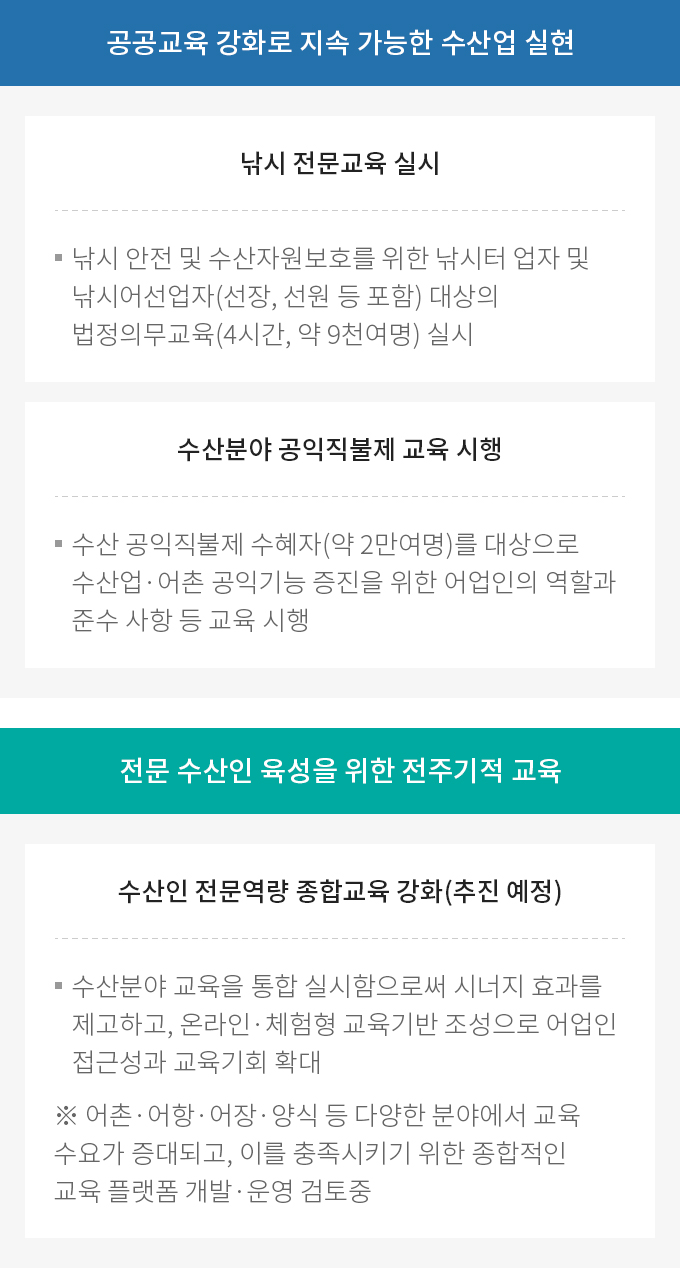 공공교육 강화로 지속 가능한 수산업 실현
낚시 전문교육 실시
▪ 낚시 안전 및 수산자원보호를 위한 낚시터 업자 및
낚시어선업자(선장, 선원 등 포함) 대상의
법정의무교육(4시간, 약 9천여명) 실시
수산분야 공익직불제 교육 시행
▪ 수산 공익직불제 수혜자(약 2만여명)를 대상으로
수산업·어촌 공익기능 증진을 위한 어업인의 역할과
준수 사항 등 교육 시행
전문 수산인 육성을 위한 전주기적 교육
수산인 전문역량 종합교육 강화(추진 예정)
▪ 수산분야 교육을 통합 실시함으로써 시너지 효과를
제고하고, 온라인·체험형 교육기반 조성으로 어업인
접근성과 교육기회 확대
※ 어촌·어항·어장·양식 등 다양한 분야에서 교육
수요가 증대되고, 이를 충족시키기 위한 종합적인
교육 플랫폼 개발·운영 검토중